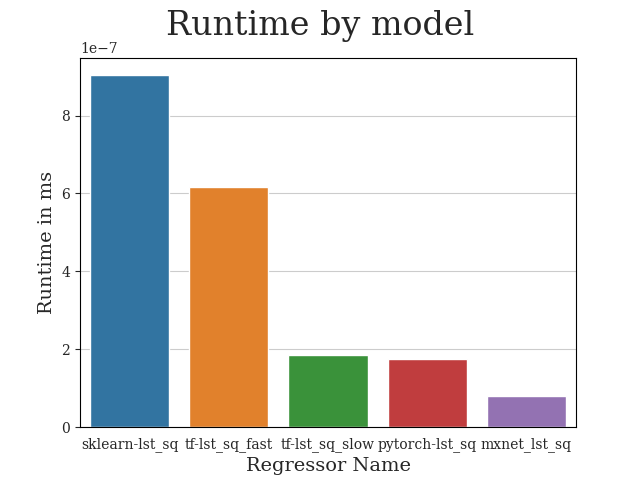 Runtime by model
1e−7
8
6
4
2
0
Runtime in ms
sklearn-lst_sq tf-lst_sq_fast tf-lst_sq_slow pytorch-lst_sq mxnet_lst_sq
Regressor Name